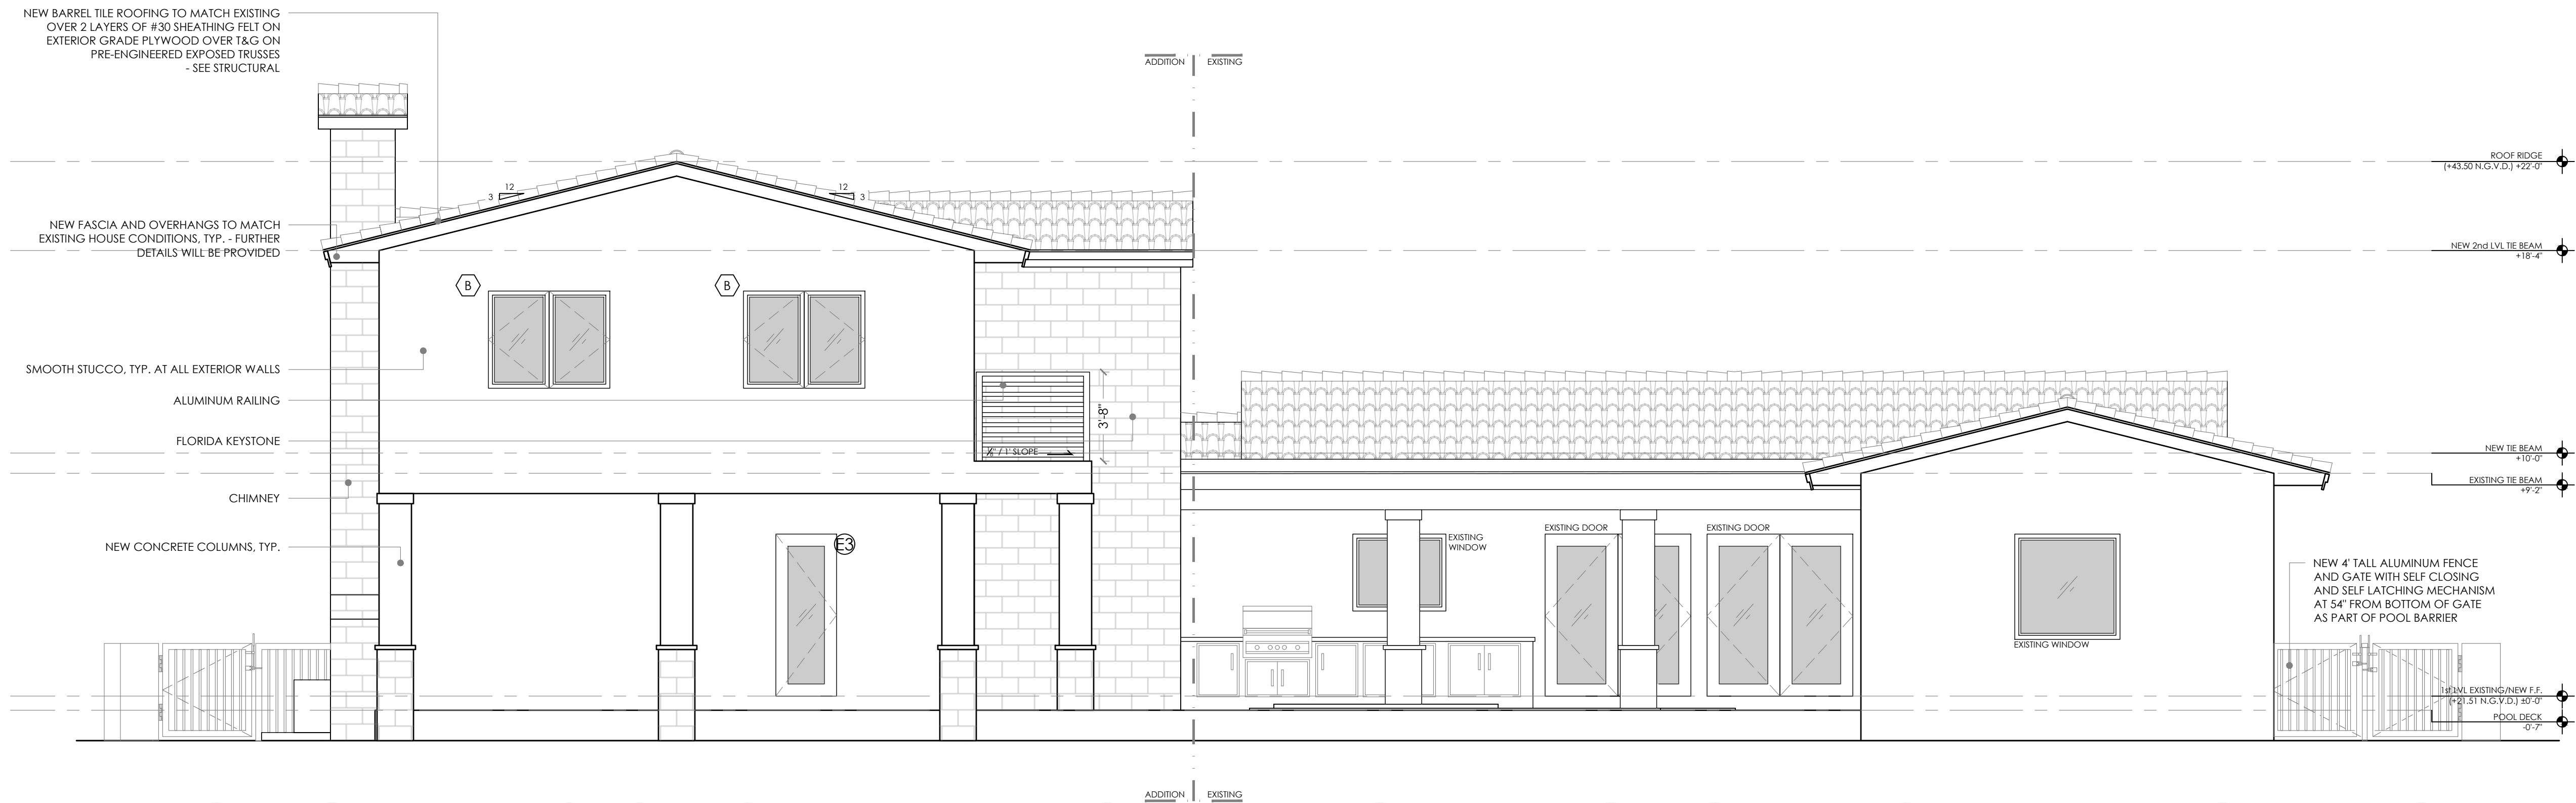 NEW BARREL TILE ROOFING TO MATCH EXISTING
OVER 2 LAYERS OF #30 SHEATHING FELT ON
EXTERIOR GRADE PLYWOOD OVER T&G ON
PRE-ENGINEERED EXPOSED TRUSSES
- SEE STRUCTURAL
ADDITION
EXISTING
ROOF RIDGE
(+43.50 N.G.V.D.) +22'-0"
12
3
12
3
NEW FASCIA AND OVERHANGS TO MATCH
EXISTING HOUSE CONDITIONS, TYP. - FURTHER
DETAILS WILL BE PROVIDED
NEW 2nd LVL TIE BEAM
+18'-4"
B
B
SMOOTH STUCCO, TYP. AT ALL EXTERIOR WALLS
ALUMINUM RAILING
3'-8"
FLORIDA KEYSTONE
" / 1' SLOPE
NEW TIE BEAM
+10'-0"
EXISTING TIE BEAM
+9'-2"
CHIMNEY
NEW CONCRETE COLUMNS, TYP.
E3
EXISTING
WINDOW
EXISTING DOOR
EXISTING DOOR
EXISTING WINDOW
NEW 4' TALL ALUMINUM FENCE
AND GATE WITH SELF CLOSING
AND SELF LATCHING MECHANISM
AT 54" FROM BOTTOM OF GATE
AS PART OF POOL BARRIER
1st LVL EXISTING/NEW F.F.
(+21.51 N.G.V.D.) ±0'-0"
POOL DECK
-0'-7"
ADDITION
EXISTING